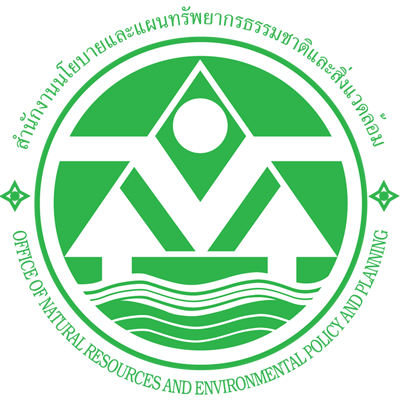 สำนักงานนโยบายและแผนทรัพยากรธรรมชาติและสิ่งแวดล้อม
OFFICE OF NATURAL RESOURCES AND ENVIRONMENTAL POLICY AND PLANNING